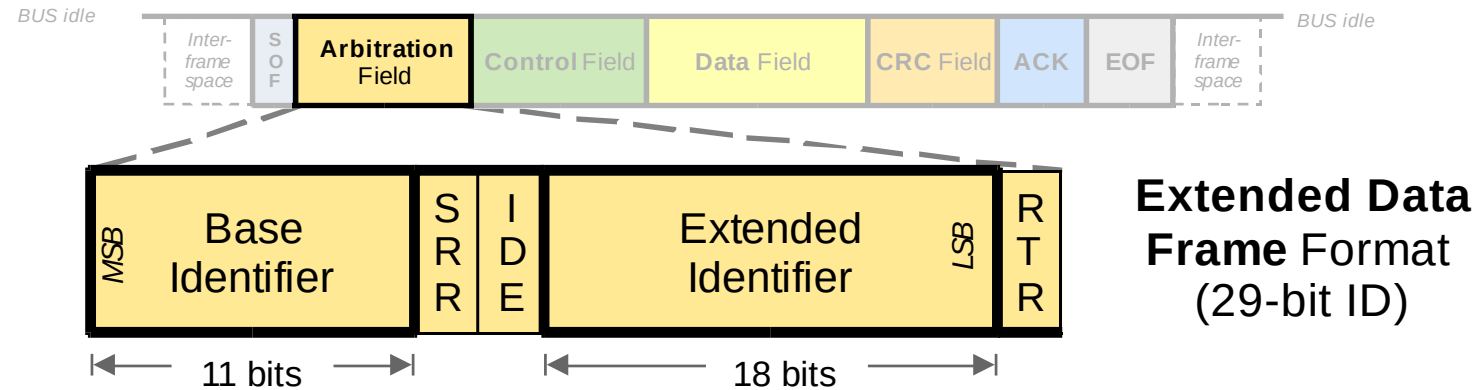 BUS idle
BUS idle
Inter-
frame
space
S
O
F
Arbitration
Field
Control Field
Data Field
CRC Field
ACK
EOF
Inter-
frame
space
MSB
Base
Identifier
S
R
R
I
D
E
Extended
Identifier
LSB
R
T
R
Extended Data
Frame Format
(29-bit ID)
11 bits
18 bits